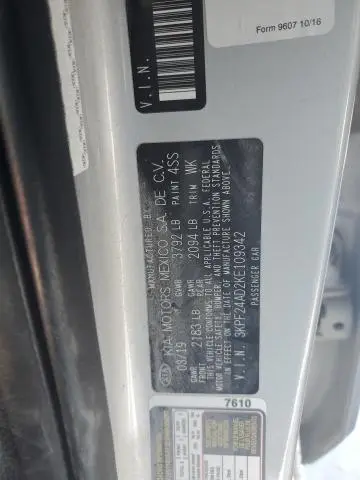 Form 9607 10/16
V.I.N.
MANUFACTURED BY
KIA MOTORS MEXICO S.A. DE C.V.
08/19 GVWR 3792 LB PAINT 4SS
GAWR FRONT 2183 LB GAWR REAR 2094 LB TRIM WK
THIS VEHICLE CONFORMS TO ALL APPLICABLE U.S.A. FEDERAL
MOTOR VEHICLE SAFETY, BUMPER, AND THEFT PREVENTION
STANDARDS IN EFFECT ON THE DATE OF MANUFACTURE SHOWN ABOVE.
V.I.N. : 3KPF24AD2KE109342
PASSENGER CAR
7610